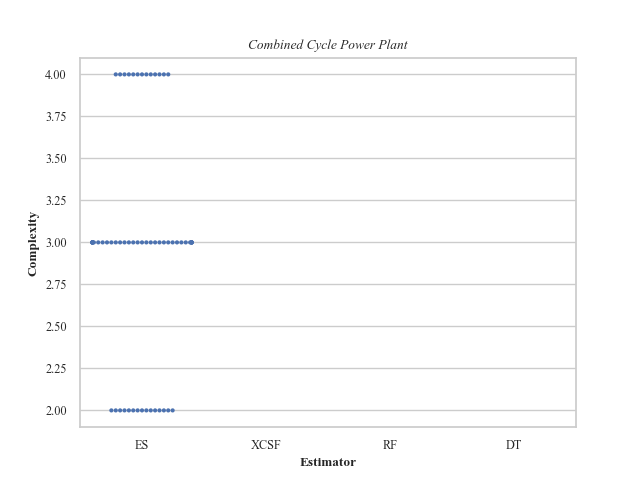 Combined Cycle Power Plant
4.00
3.75
3.50
3.25
3.00
2.75
2.50
2.25
2.00
Complexity
ES XCSF RF DT
Estimator